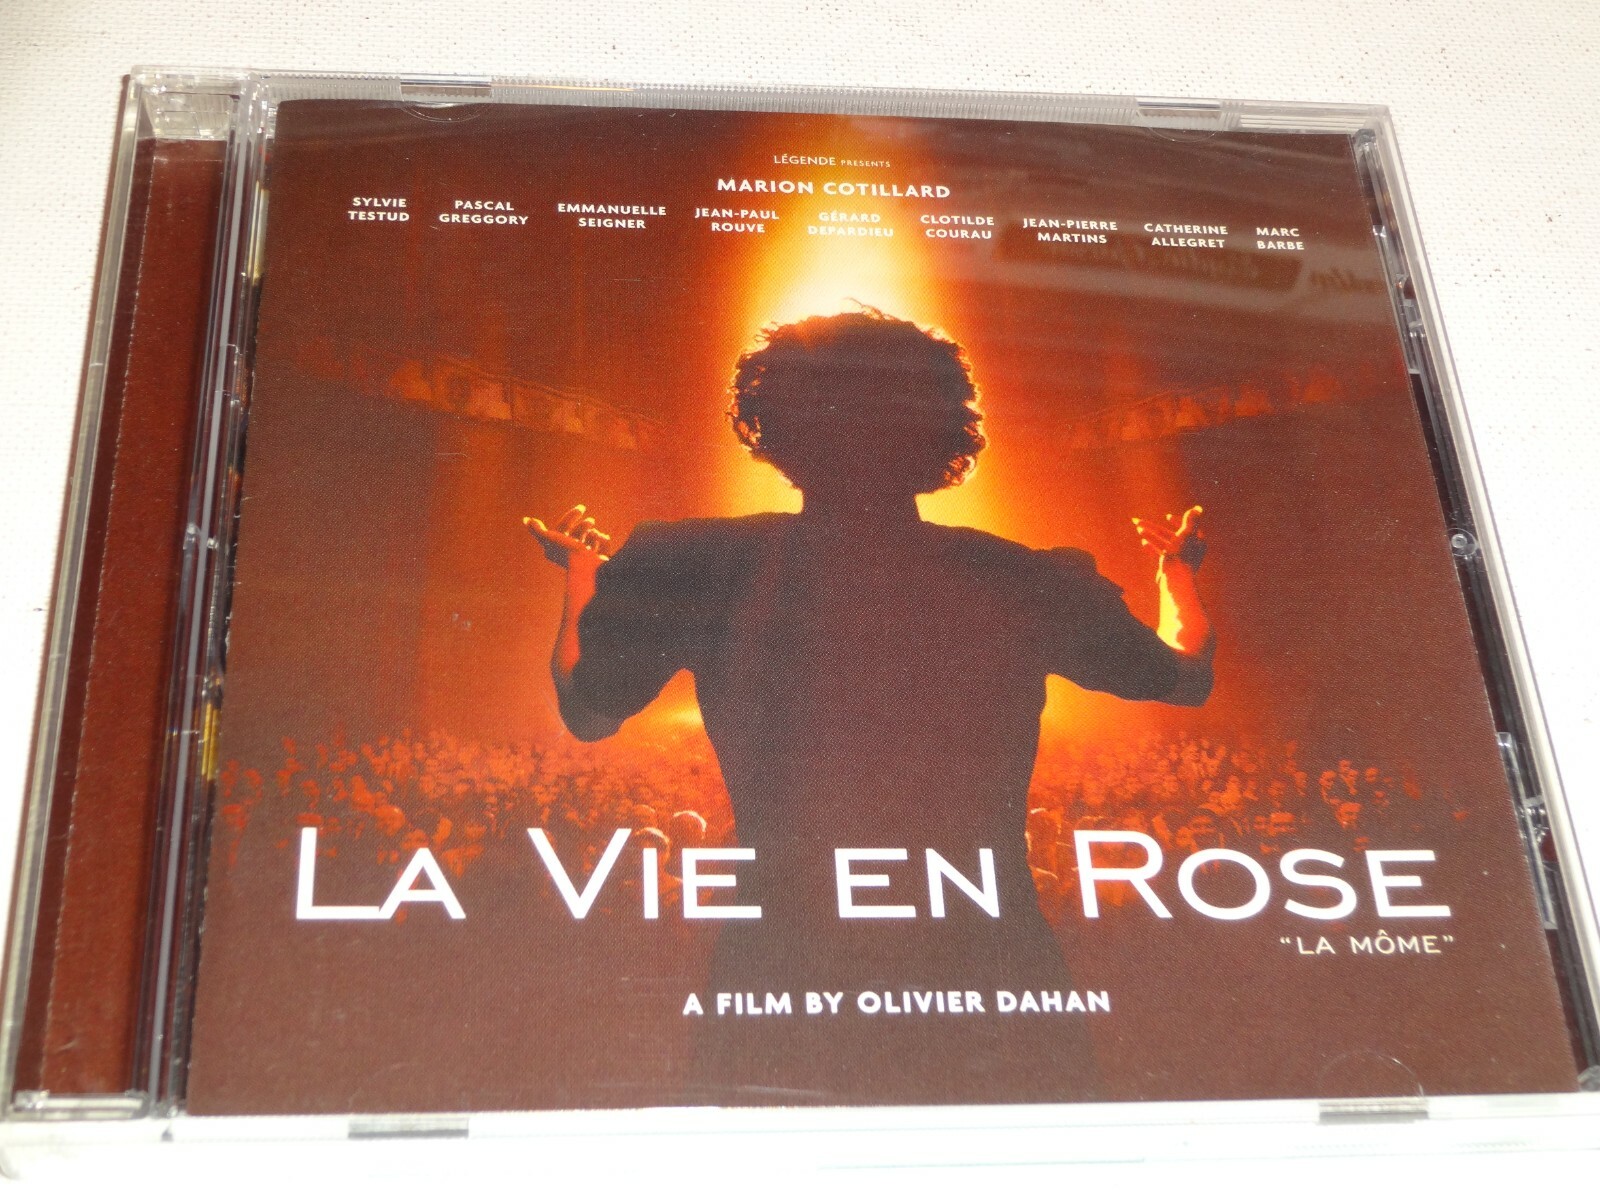 LÉGENDE PRESENTS
MARION COTILLARD
SYLVIE TESTUD
PASCAL GREGGORY
EMMANUELLE SEIGNER
JEAN-PAUL ROUVE
GÉRARD DEPARDIEU
CLOTILDE COURAU
JEAN-PIERRE MARTINS
CATHERINE ALLEGRET
MARC BARBE
LA VIE EN ROSE
"LA MÔME"
A FILM BY OLIVIER DAHAN